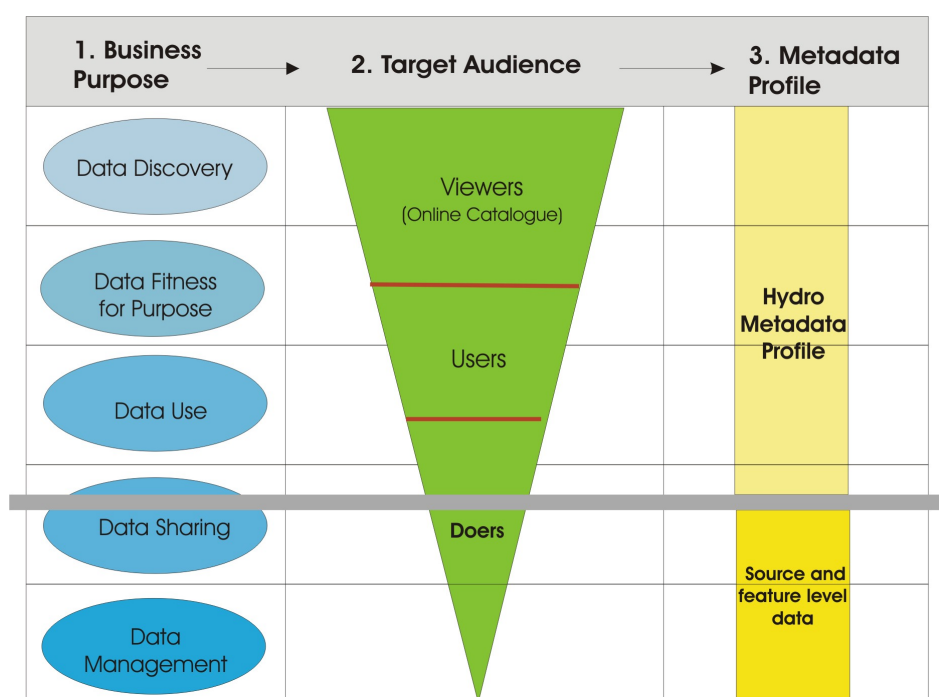 1. Business
Purpose
2. Target Audience
3. Metadata
Profile
Data Discovery
Viewers
(Online Catalogue)
Data Fitness
for Purpose
Hydro
Metadata
Profile
Users
Data Use
Data Sharing
Doers
Source and
feature level
data
Data
Management